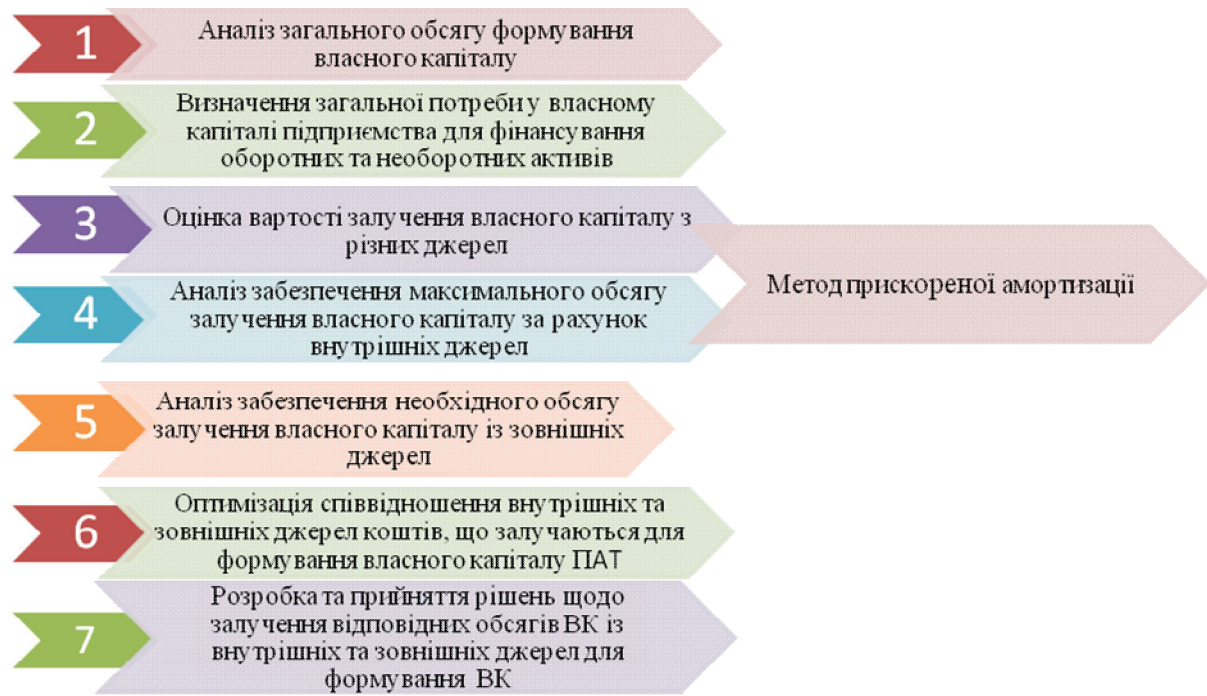 1
Аналіз загального обсягу формування
власного капіталу
2
Визначення загальної потреби у власному
капіталі підприємства для фінансування
оборотних та необоротних активів
3
Оцінка вартості залучення власного капіталу з
різних джерел
4
Аналіз забезпечення максимального обсягу
залучення власного капіталу за рахунок
внутрішніх джерел
Метод прискореної амортизації
5
Аналіз забезпечення необхідного обсягу
залучення власного капіталу із зовнішніх
джерел
6
Оптимізація співвідношення внутрішніх та
зовнішніх джерел коштів, що залучаються для
формування власного капіталу ПАТ
7
Розробка та прийняття рішень щодо
залучення відповідних обсягів ВК із
внутрішніх та зовнішніх джерел для
формування ВК